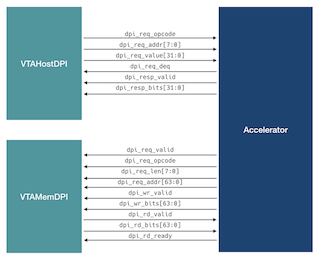 dpi_req_opcode
dpi_req_addr[7:0]
dpi_req_value[31:0]
VTAHostDPI
dpi_req_deq
dpi_resp_valid
dpi_resp_bits[31:0]
Accelerator
dpi_req_valid
dpi_req_opcode
dpi_req_len[7:0]
dpi_req_addr[63:0]
VTAMemDPI
dpi_wr_valid
dpi_wr_bits[63:0]
dpi_rd_valid
dpi_rd_bits[63:0]
dpi_rd_ready